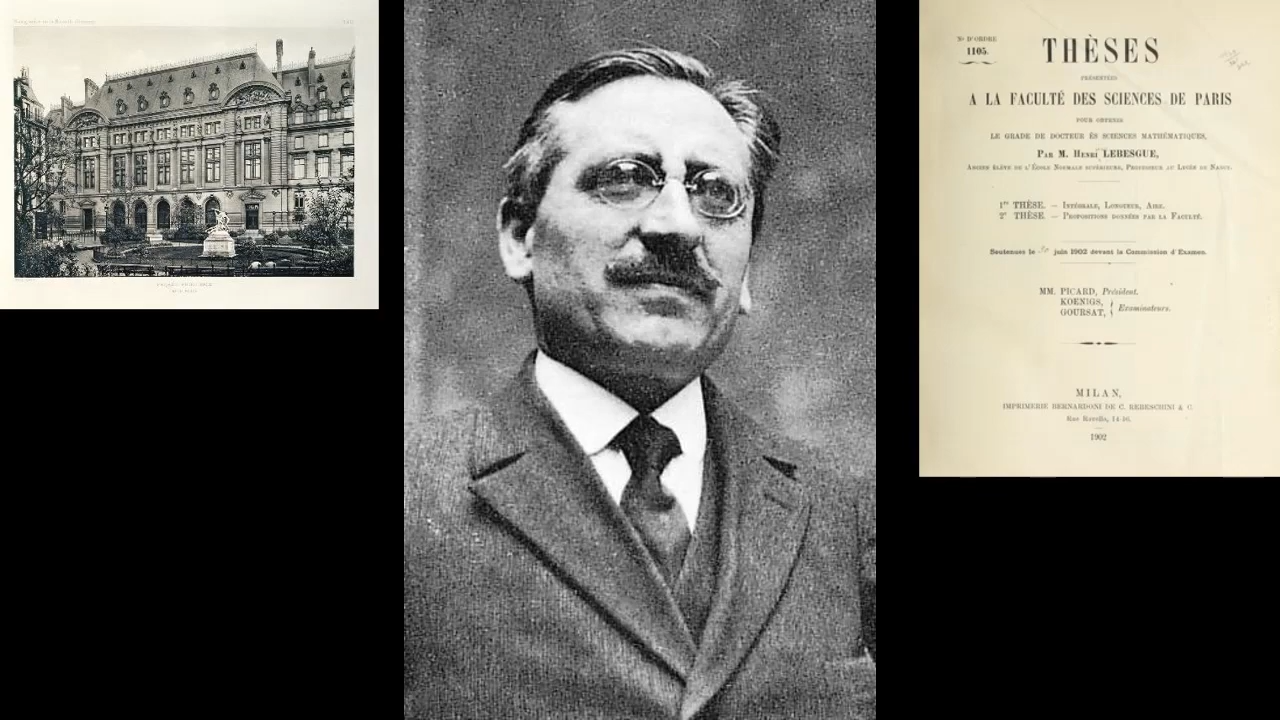 N° D'ORDRE
1105.
THÈSES
PRÉSENTÉES
A LA FACULTÉ DES SCIENCES DE PARIS
POUR OBTENIR
LE GRADE DE DOCTEUR ÈS SCIENCES MATHÉMATIQUES,
PAR M. HENRI LEBESGUE,
ANCIEN ÉLÈVE DE L'ÉCOLE NORMALE SUPÉRIEURE, PROFESSEUR AU LYCÉE DE NANCY.
1re THÈSE. — INTÉGRALE, LONGUEUR, AIRE.
2e THÈSE. — PROPOSITIONS DONNÉES PAR LA FACULTÉ.
Soutenues le juin 1902 devant la Commission d'Examen.
MM. PICARD, Président.
KOENIGS,
GOURSAT, } Examinateurs.
MILAN,
IMPRIMERIE BERNARDONI DE C. REBESCHINI & C.
Rue Rovello, 14-16.
1902